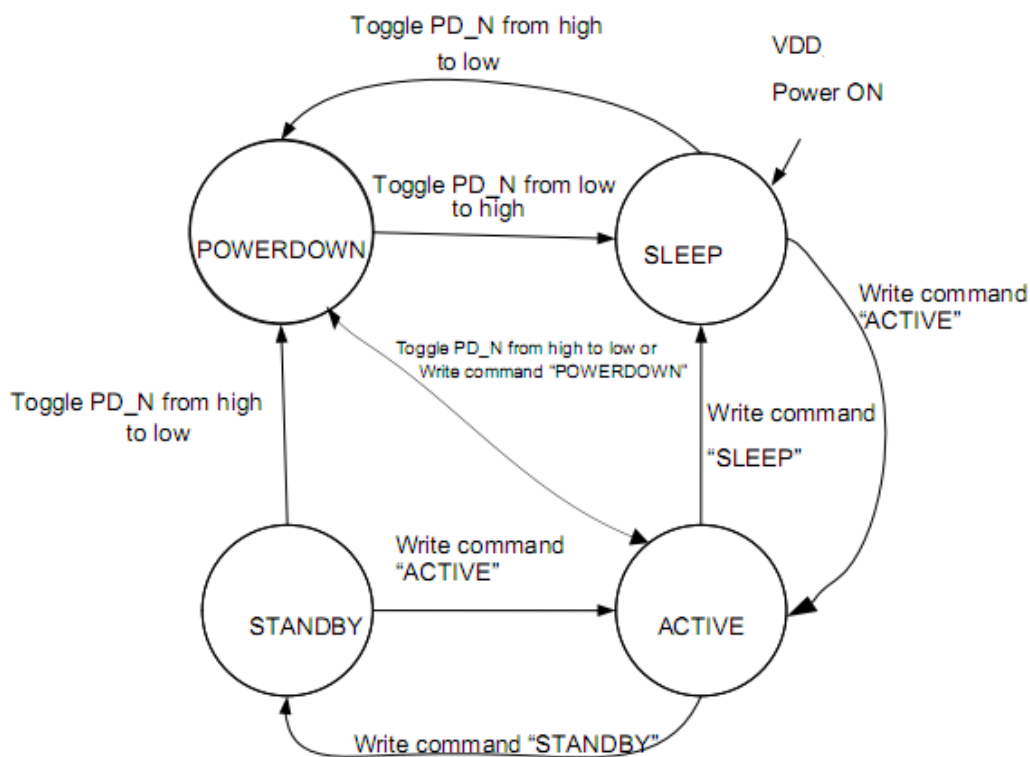 Toggle PD_N from high
to low
VDD
Power ON
Toggle PD_N from low
to high
POWERDOWN
SLEEP
Write command
“ACTIVE”
Toggle PD_N from high to low or
Write command “POWERDOWN”
Toggle PD_N from high
to low
Write command
“SLEEP”
Write command
“ACTIVE”
STANDBY
ACTIVE
Write command “STANDBY”